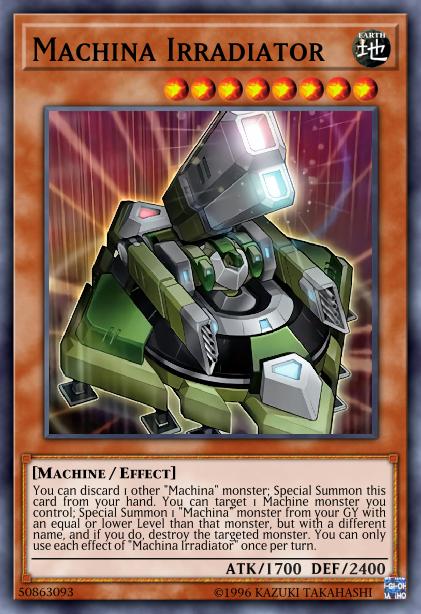 MACHINA IRRADIATOR
EARTH
地
[MACHINE / EFFECT]
You can discard 1 other "Machina" monster; Special Summon this
card from your hand. You can target 1 Machine monster you
control; Special Summon 1 "Machina" monster from your GY with
an equal or lower Level than that monster, but with a different
name, and if you do, destroy the targeted monster. You can only
use each effect of "Machina Irradiator" once per turn.
ATK/1700 DEF/2400
50863093
©1996 KAZUKI TAKAHASHI